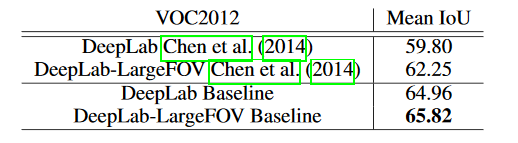 VOC2012 Mean IoU
DeepLab Chen et al. (2014) 59.80
DeepLab-LargeFOV Chen et al. (2014) 62.25
DeepLab Baseline 64.96
DeepLab-LargeFOV Baseline 65.82